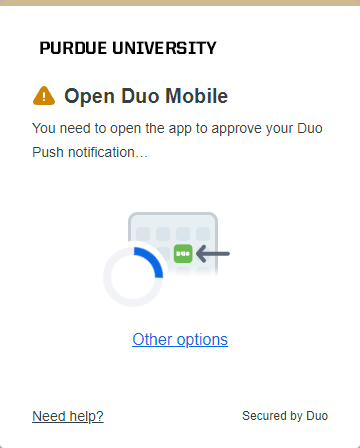 PURDUE UNIVERSITY
Open Duo Mobile
You need to open the app to approve your Duo
Push notification...
DUO
Other options
Need help?
Secured by Duo